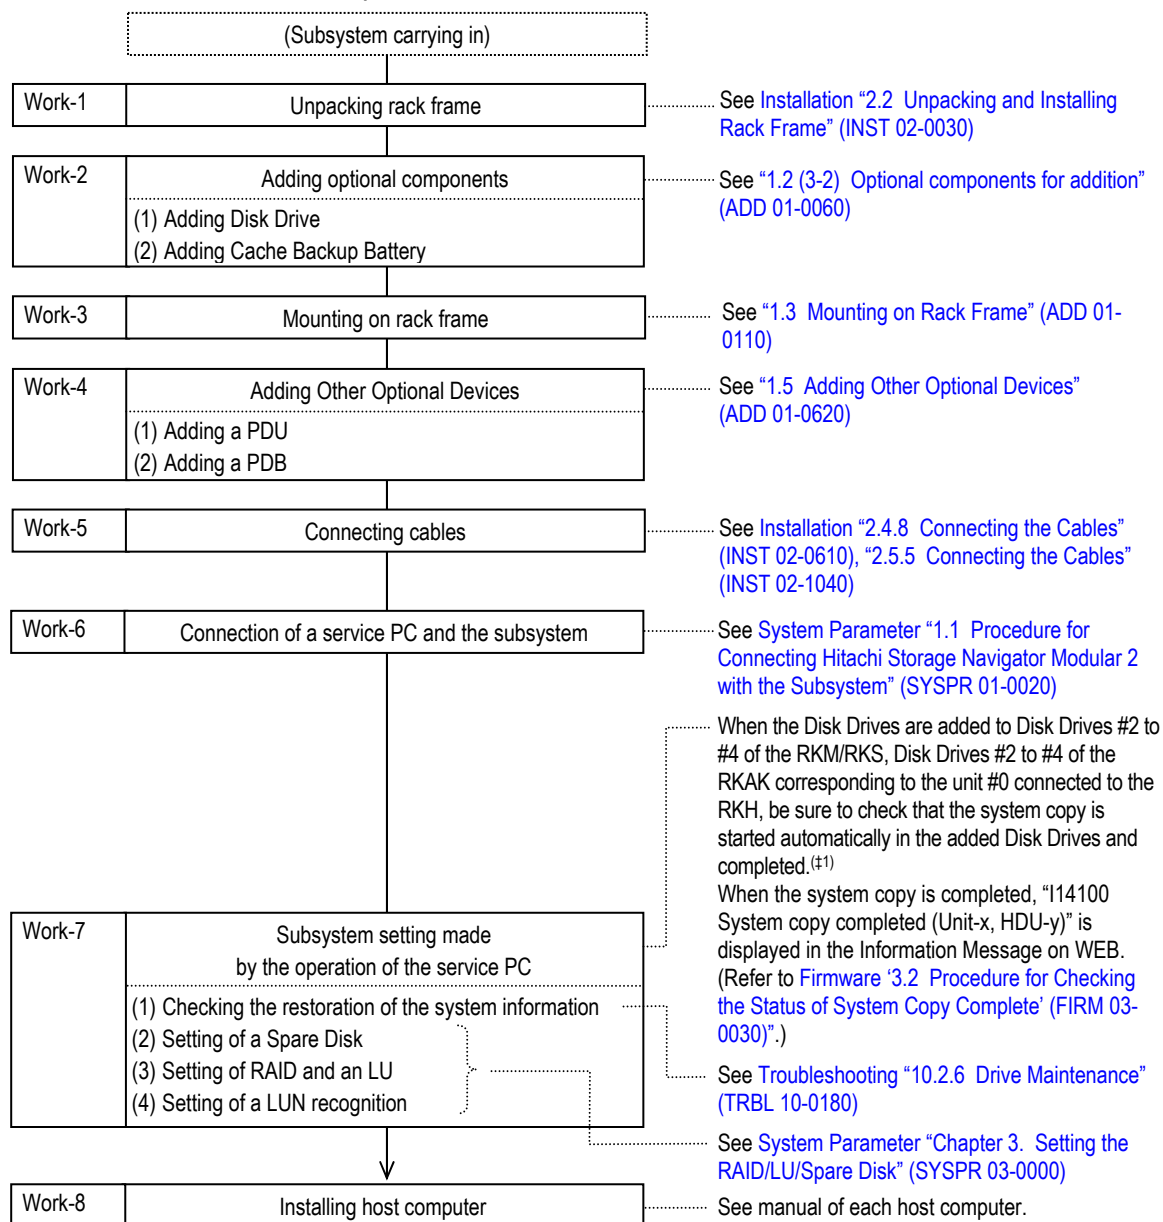 (Subsystem carrying in)
Work-1
Unpacking rack frame
See Installation “2.2 Unpacking and Installing
Rack Frame” (INST 02-0030)
Work-2
Adding optional components
(1) Adding Disk Drive
(2) Adding Cache Backup Battery
See “1.2 (3-2) Optional components for addition”
(ADD 01-0060)
Work-3
Mounting on rack frame
See “1.3 Mounting on Rack Frame” (ADD 01-
0110)
Work-4
Adding Other Optional Devices
(1) Adding a PDU
(2) Adding a PDB
See “1.5 Adding Other Optional Devices”
(ADD 01-0620)
Work-5
Connecting cables
See Installation “2.4.8 Connecting the Cables”
(INST 02-0610), “2.5.5 Connecting the Cables”
(INST 02-1040)
Work-6
Connection of a service PC and the subsystem
See System Parameter “1.1 Procedure for
Connecting Hitachi Storage Navigator Modular 2
with the Subsystem” (SYSPR 01-0020)
When the Disk Drives are added to Disk Drives #2 to
#4 of the RKM/RKS, Disk Drives #2 to #4 of the
RKAK corresponding to the unit #0 connected to the
RKH, be sure to check that the system copy is
started automatically in the added Disk Drives and
completed.(‡1)
When the system copy is completed, “I14100
System copy completed (Unit-x, HDU-y)” is
displayed in the Information Message on WEB.
(Refer to Firmware ‘3.2 Procedure for Checking
the Status of System Copy Complete’ (FIRM 03-
0030)”.)
Work-7
Subsystem setting made
by the operation of the service PC
(1) Checking the restoration of the system information
(2) Setting of a Spare Disk
(3) Setting of RAID and an LU
(4) Setting of a LUN recognition
See Troubleshooting “10.2.6 Drive Maintenance”
(TRBL 10-0180)
See System Parameter “Chapter 3. Setting the
RAID/LU/Spare Disk” (SYSPR 03-0000)
Work-8
Installing host computer
See manual of each host computer.